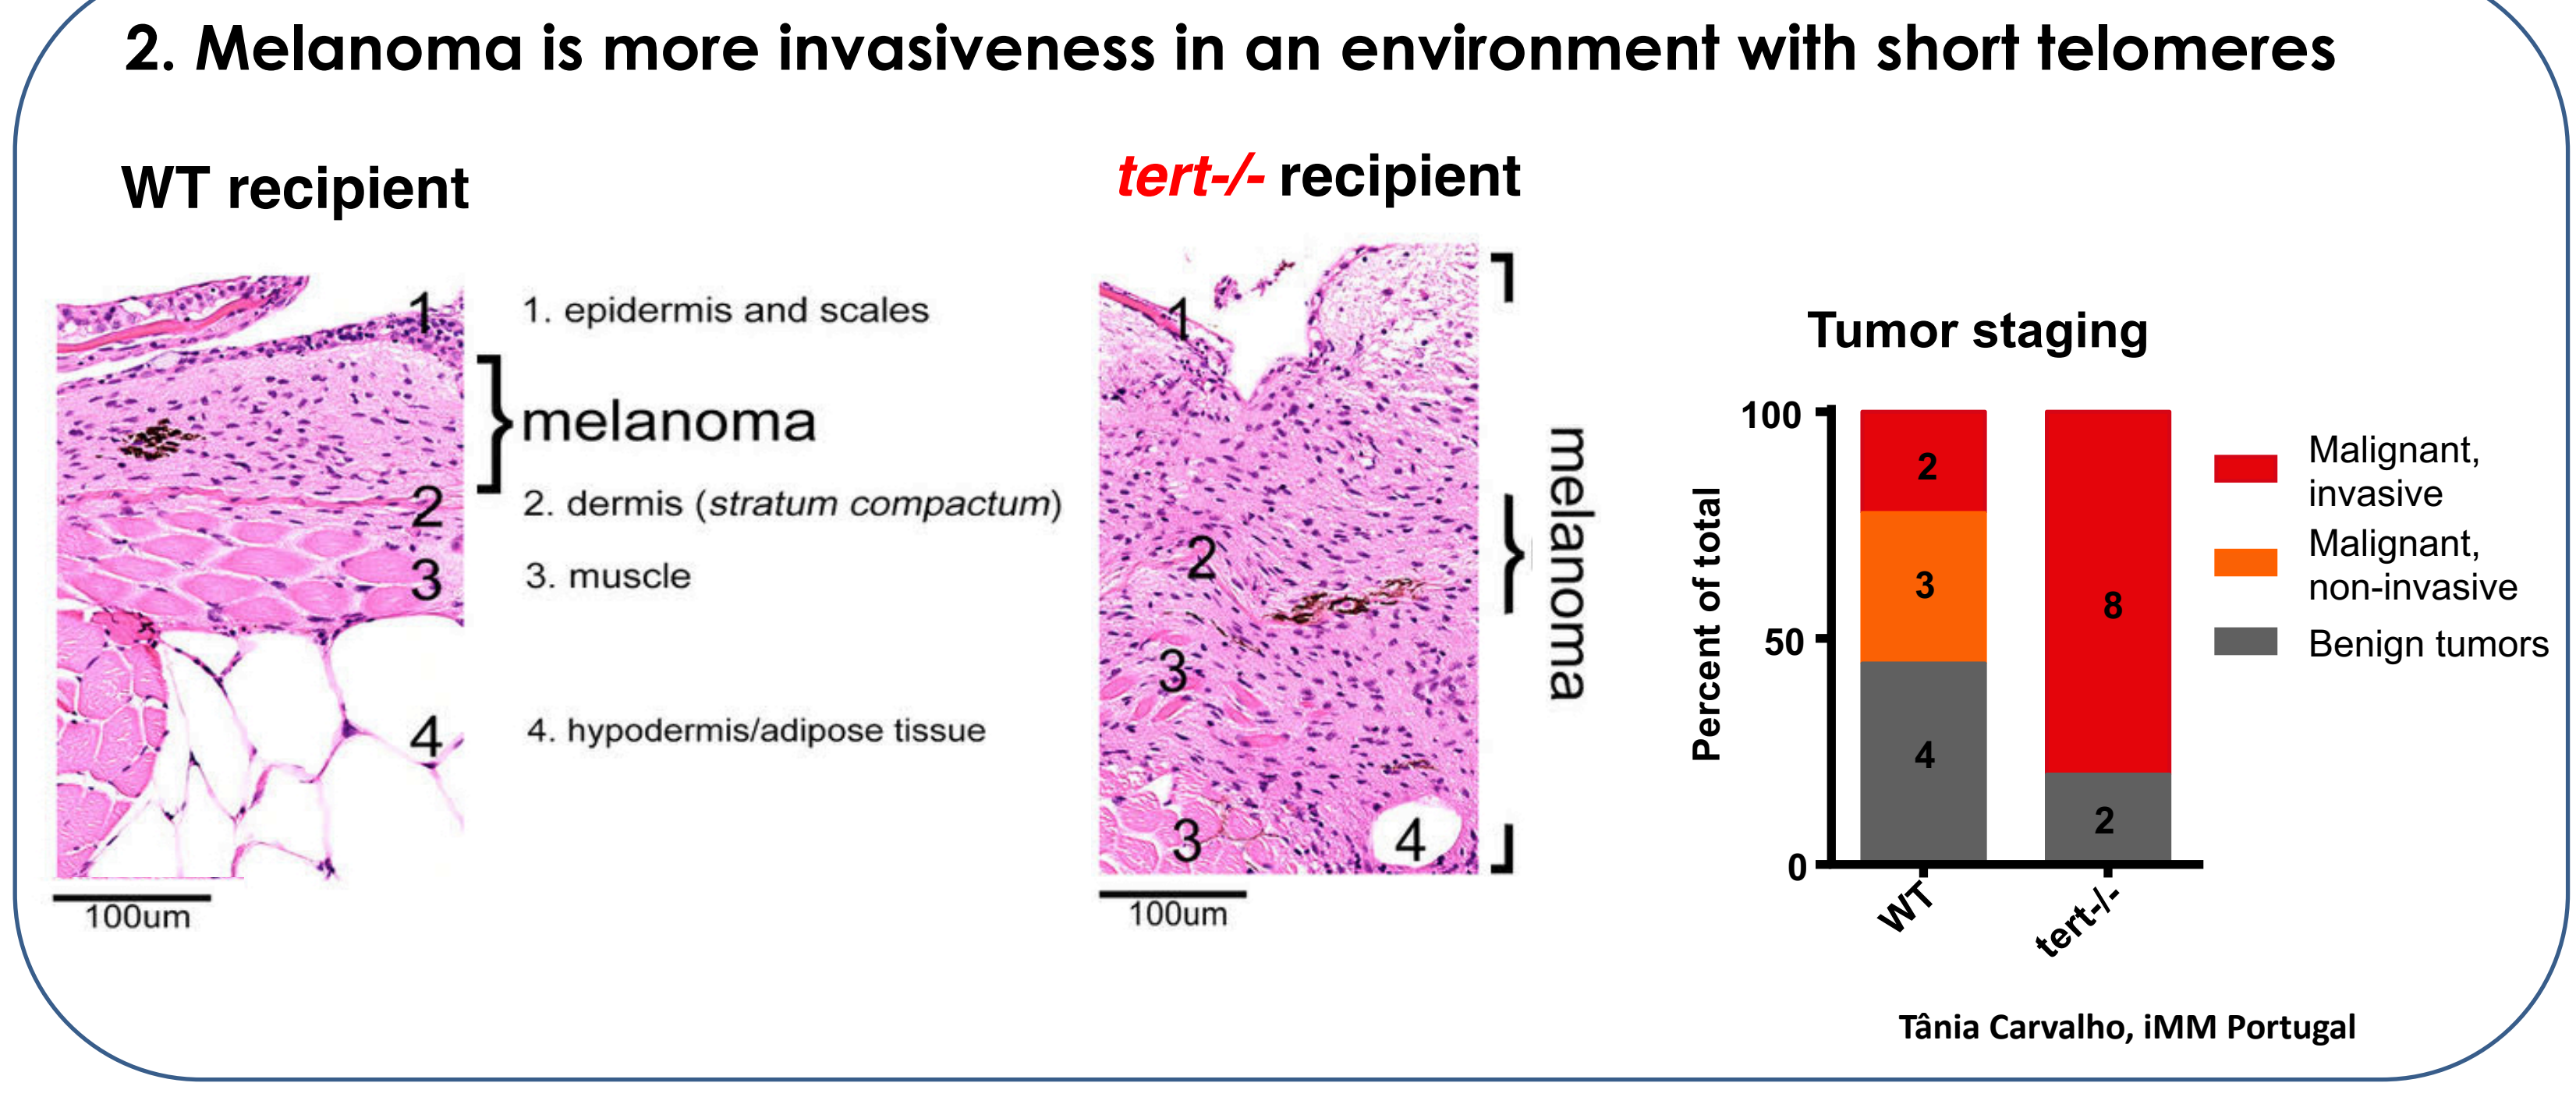 2. Melanoma is more invasiveness in an environment with short telomeres
WT recipient
1
2
3
4
100um
1. epidermis and scales
melanoma
2. dermis (stratum compactum)
3. muscle
4. hypodermis/adipose tissue
tert-/- recipient
1
2
3
3
4
100um
melanoma
Tumor staging
Percent of total
100
50
0
2
3
4
8
2
WT
tert-/-
Malignant,
invasive
Malignant,
non-invasive
Benign tumors
Tânia Carvalho, iMM Portugal